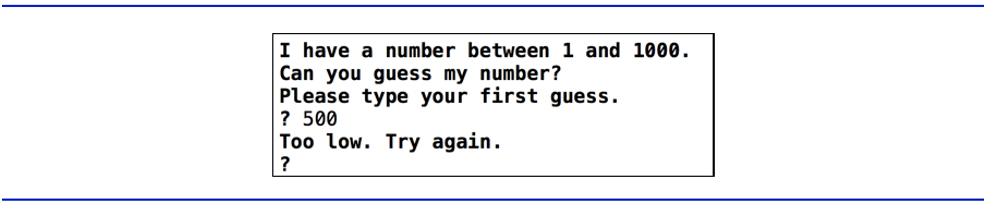 I have a number between 1 and 1000.
Can you guess my number?
Please type your first guess.
? 500
Too low. Try again.
?